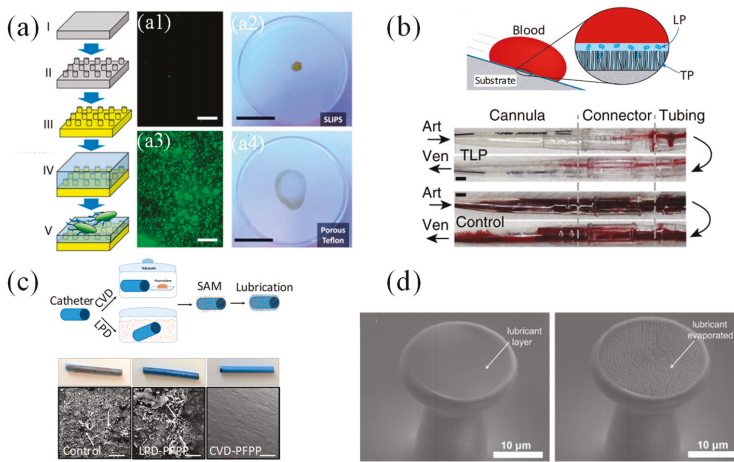 (a)
I
II
III
IV
V
(a1)
(a2)
SLIPS
(a3)
(a4)
Porous
Teflon
(b)
Blood
LP
Substrate
TP
Cannula
Connector
Tubing
Art
Ven
TLP
Art
Ven
Control
(c)
Vacuum
Catheter
CVD
LPD
SAM
Lubrication
Control
LPD-PFPP
CVD-PFPP
(d)
lubricant
layer
10 µm
lubricant
evaporated
10 µm